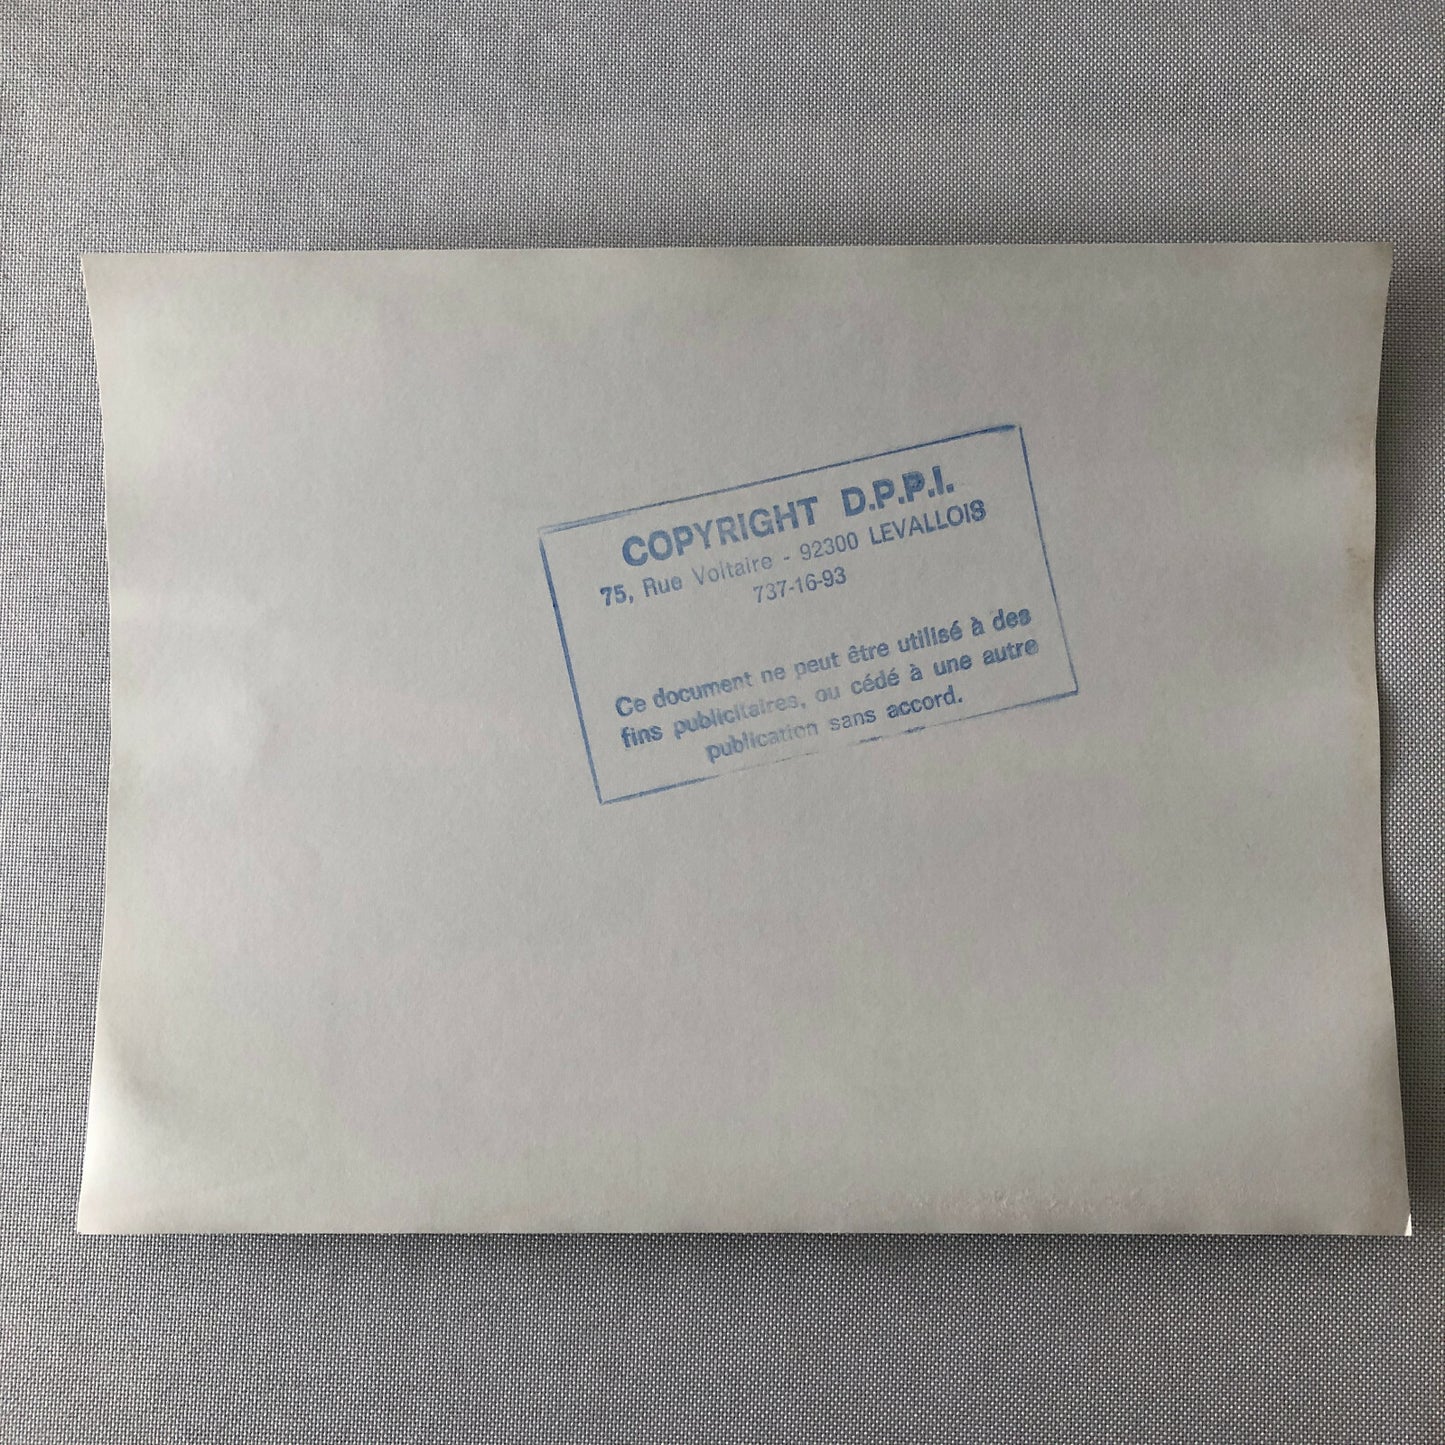 COPYRIGHT D.P.P.I.
75, Rue Voltaire - 92300 LEVALLOIS
737-16-93
Ce document ne peut être utilisé à des
fins publicitaires, ou cédé à une autre
publication sans accord.